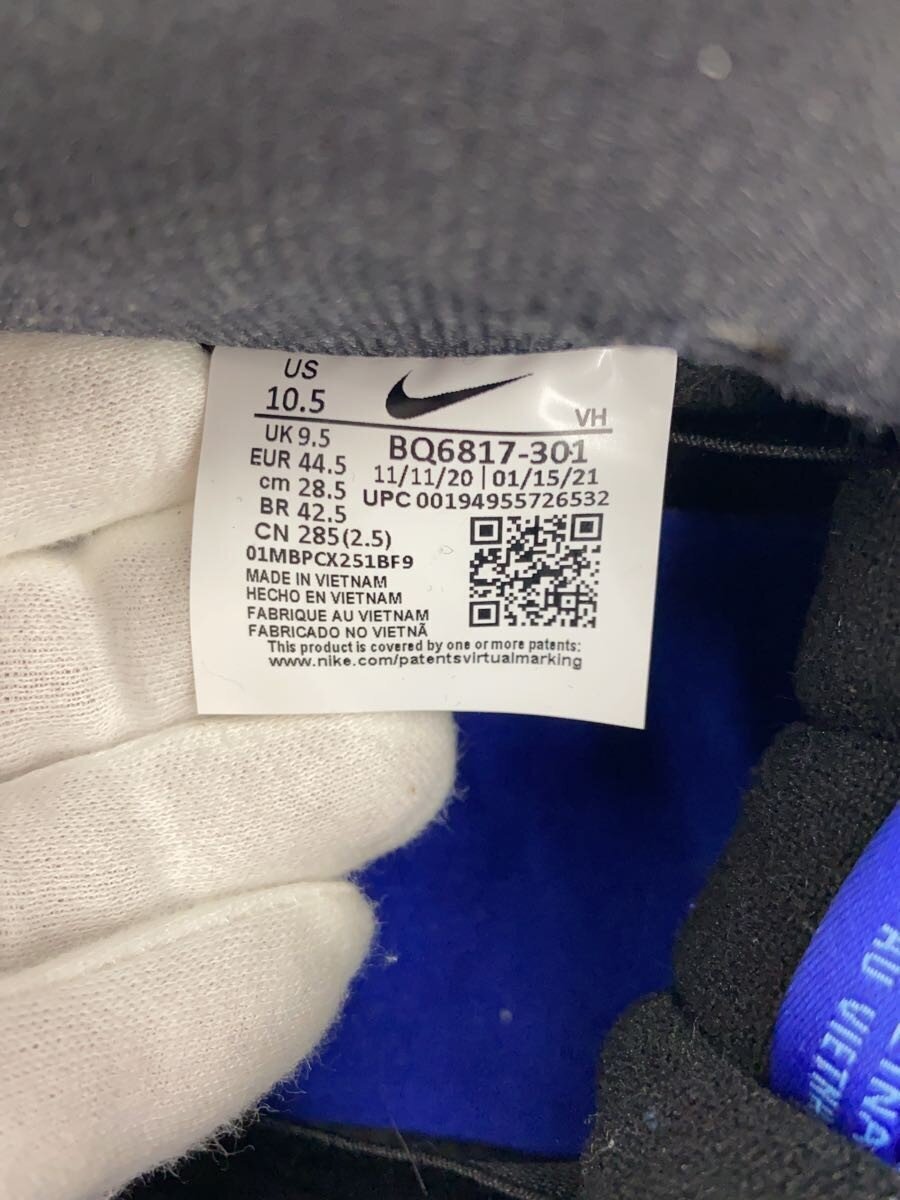 US
10.5
VH
UK 9.5
EUR 44.5
cm 28.5
BR 42.5
CN 285(2.5)
BQ6817-301
11/11/20 | 01/15/21
UPC 00194955726532
01MBPCX251BF9
MADE IN VIETNAM
HECHO EN VIETNAM
FABRIQUE AU VIETNAM
FABRICADO NO VIETNÃ
This product is covered by one or more patents:
www.nike.com/patentsvirtualmarking
AU VIETNA